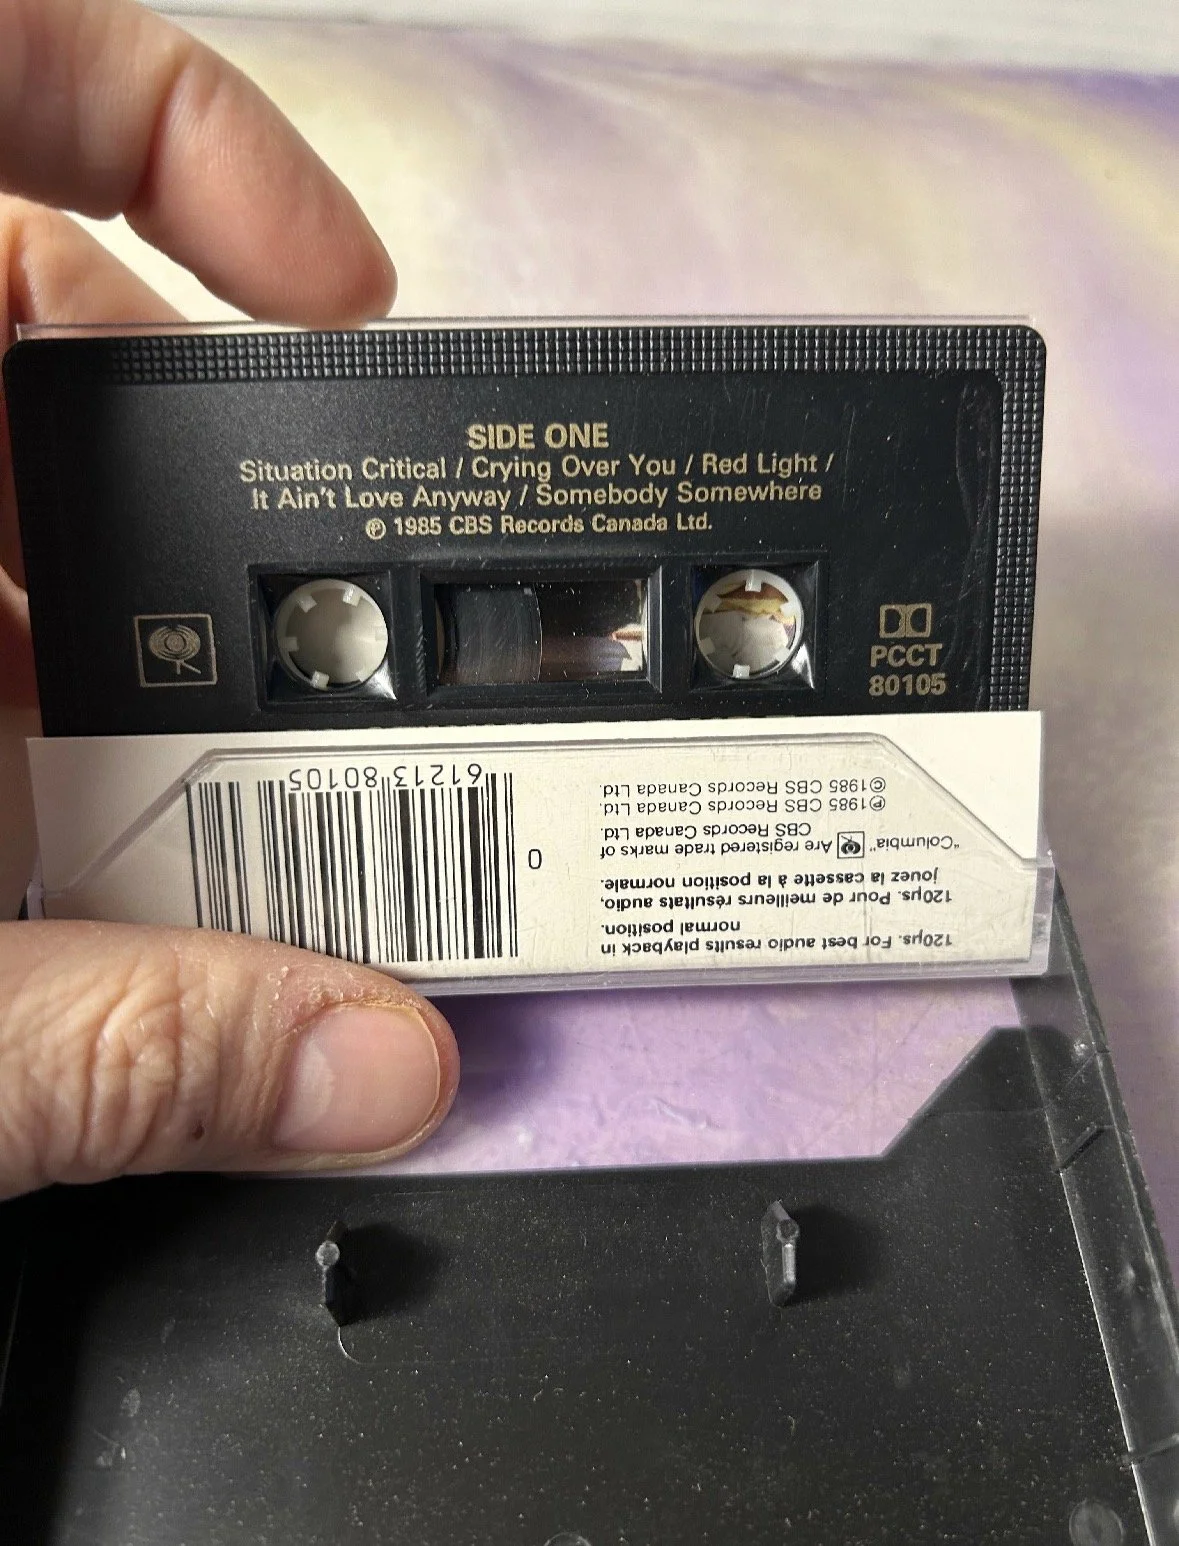 SIDE ONE
Situation Critical / Crying Over You / Red Light /
It Ain't Love Anyway / Somebody Somewhere
℗ 1985 CBS Records Canada Ltd.
PCCT
80105
120µs. For best audio results playback in
normal position.
120µs. Pour de meilleurs résultats audio,
jouez la cassette à la position normale.
"Columbia", Are registered trade marks of
CBS Records Canada Ltd.
℗1985 CBS Records Canada Ltd.
©1985 CBS Records Canada Ltd.
0
61213 80105